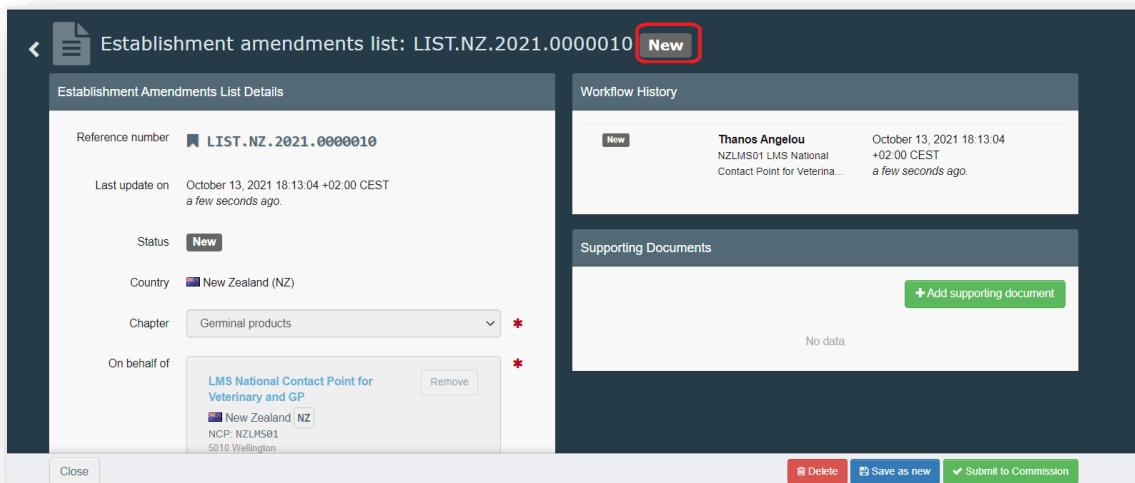 Establishment amendments list: LIST.NZ.2021.0000010 New
Establishment Amendments List Details
Reference number LIST.NZ.2021.0000010
Last update on October 13, 2021 18:13:04 +02:00 CEST
a few seconds ago.
Status New
Country New Zealand (NZ)
Chapter Germinal products *
On behalf of *
LMS National Contact Point for Remove
Veterinary and GP
New Zealand NZ
NCP: NZLMS01
5010 Wellington
Workflow History
New Thanos Angelou October 13, 2021 18:13:04
NZLMS01 LMS National +02:00 CEST
Contact Point for Veterina... a few seconds ago.
Supporting Documents
+ Add supporting document
No data
Close Delete Save as new Submit to Commission